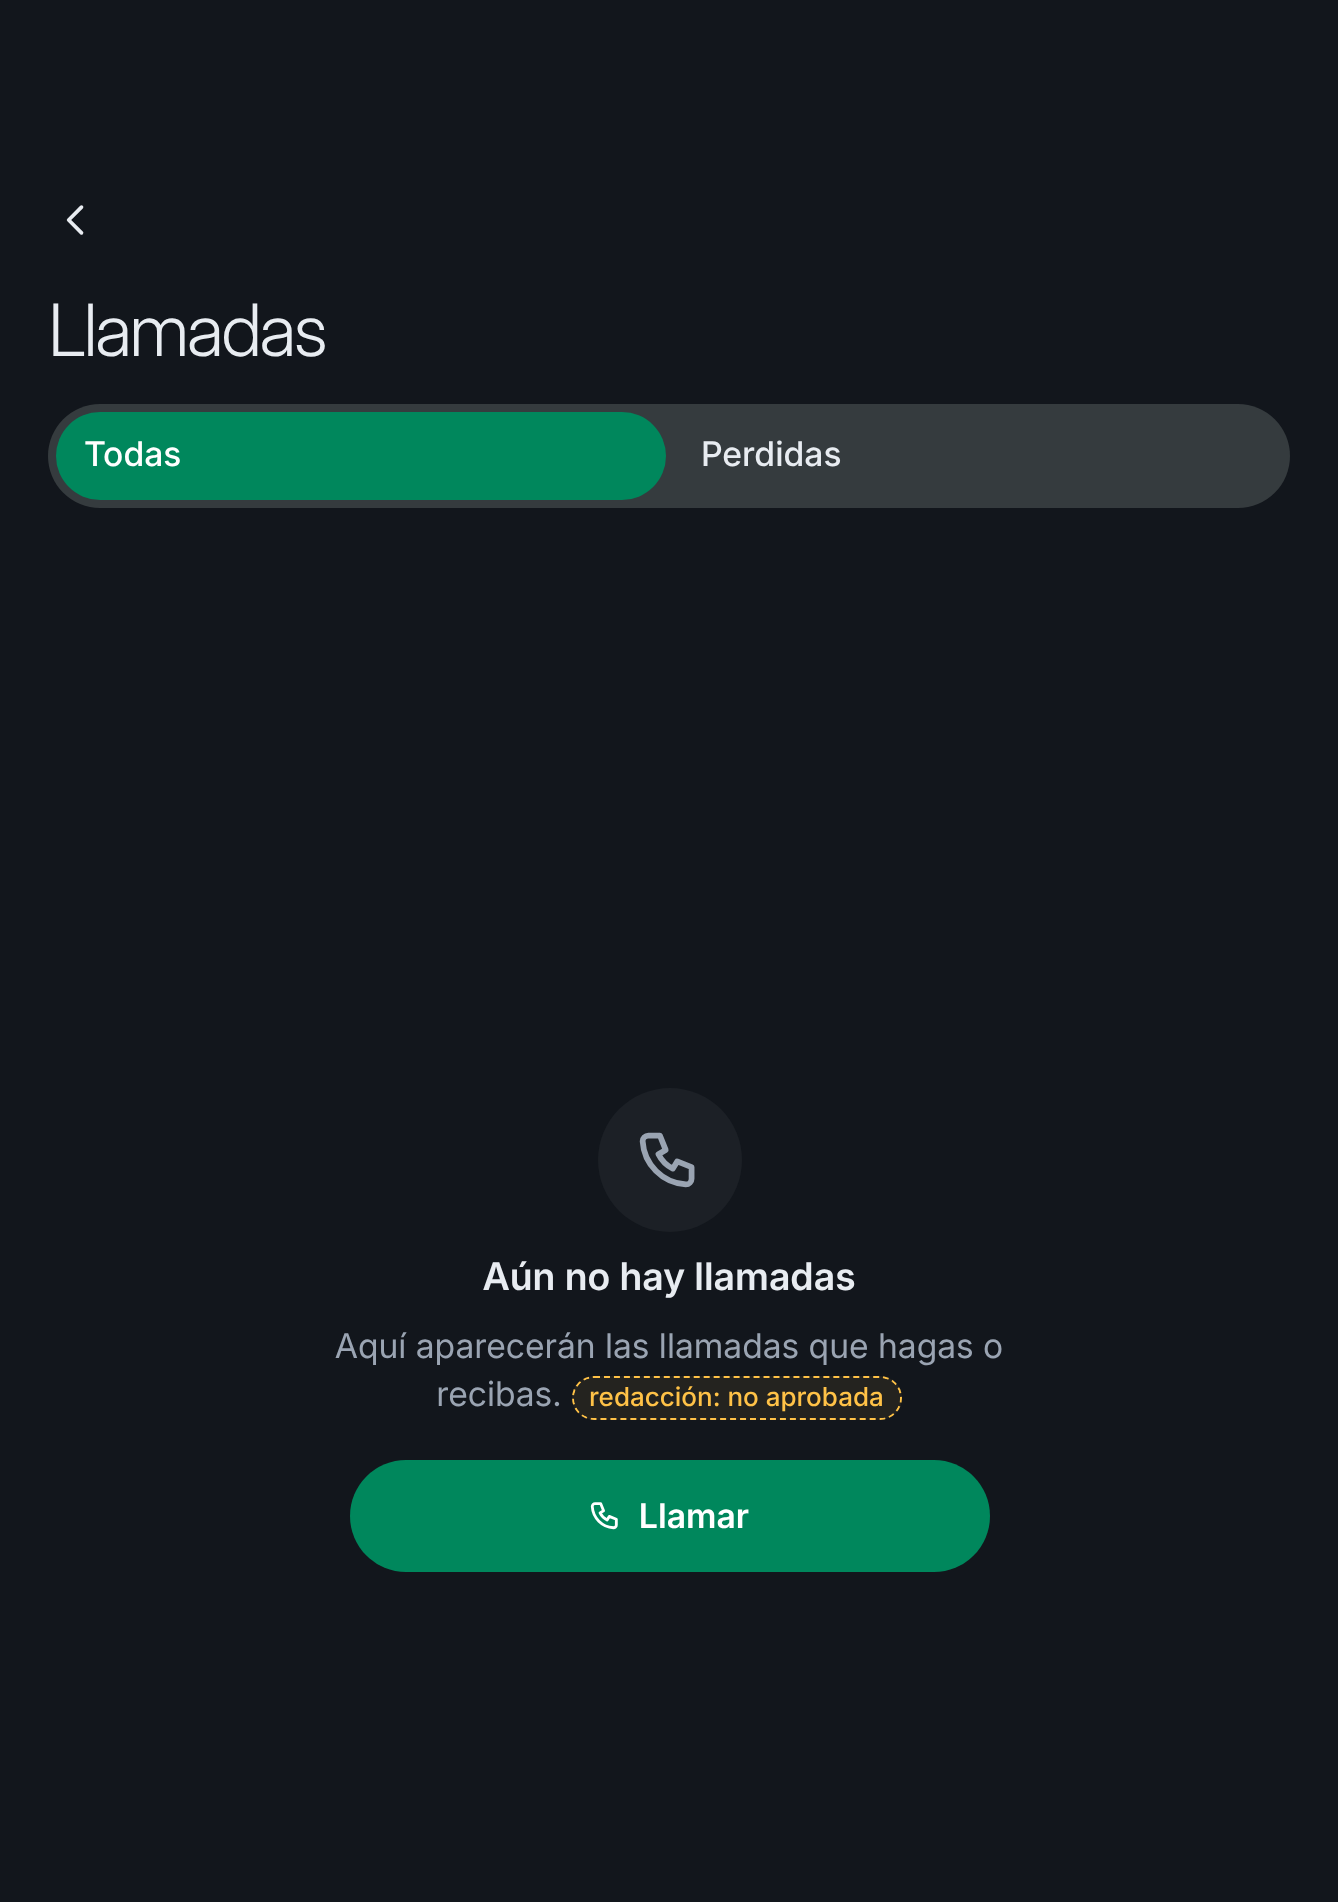 Llamadas
Todas
Perdidas
Aún no hay llamadas
Aquí aparecerán las llamadas que hagas o
recibas. redacción: no aprobada
Llamar